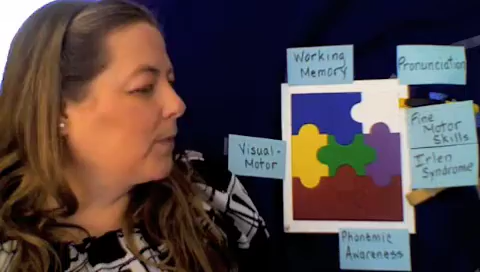 Working
Memory
Pronunciation
Fine
Motor
Skills
Visual-
Motor
Irlen
Syndrome
Phonemic
Awareness